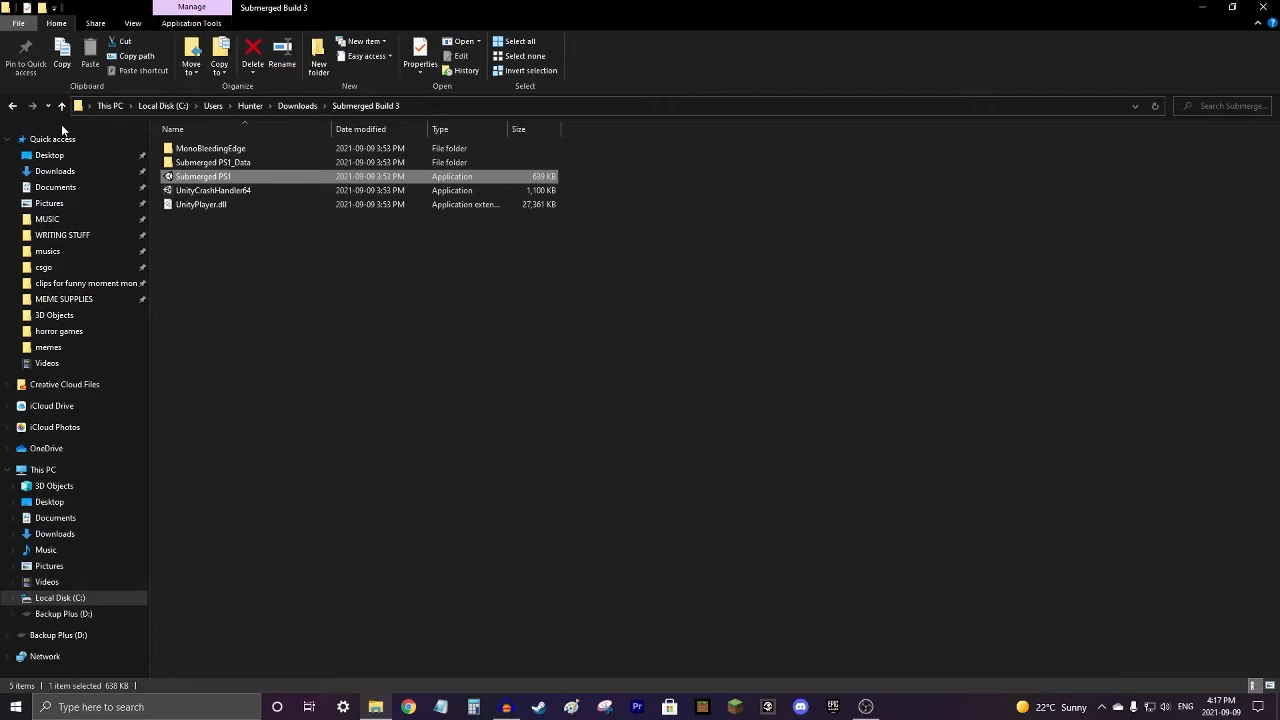 Manage
Submerged Build 3
File
Home
Share
View
Application Tools
Pin to Quick access
Copy
Paste
Cut
Copy path
Paste shortcut
Clipboard
Move to
Copy to
Delete
Rename
Organize
New folder
New item
Easy access
New
Properties
Open
Edit
History
Open
Select all
Select none
Invert selection
Select
This PC
Local Disk (C:)
Users
Hunter
Downloads
Submerged Build 3
Search Submerge...
Name
Date modified
Type
Size
MonoBleedingEdge 2021-09-09 3:53 PM File folder
Submerged PS1_Data 2021-09-09 3:53 PM File folder
Submerged PS1 2021-09-09 3:53 PM Application 639 KB
UnityCrashHandler64 2021-09-09 3:53 PM Application 1,100 KB
UnityPlayer.dll 2021-09-09 3:53 PM Application exten... 27,361 KB
Quick access
Desktop
Downloads
Documents
Pictures
MUSIC
WRITING STUFF
musics
csgo
clips for funny moment mon
MEME SUPPLIES
3D Objects
horror games
memes
Videos
Creative Cloud Files
iCloud Drive
iCloud Photos
OneDrive
This PC
3D Objects
Desktop
Documents
Downloads
Music
Pictures
Videos
Local Disk (C:)
Backup Plus (D:)
Backup Plus (D:)
Network
5 items
1 item selected 638 KB
Type here to search
Pr
EPIC
22°C Sunny
4:17 PM
2021-09-09